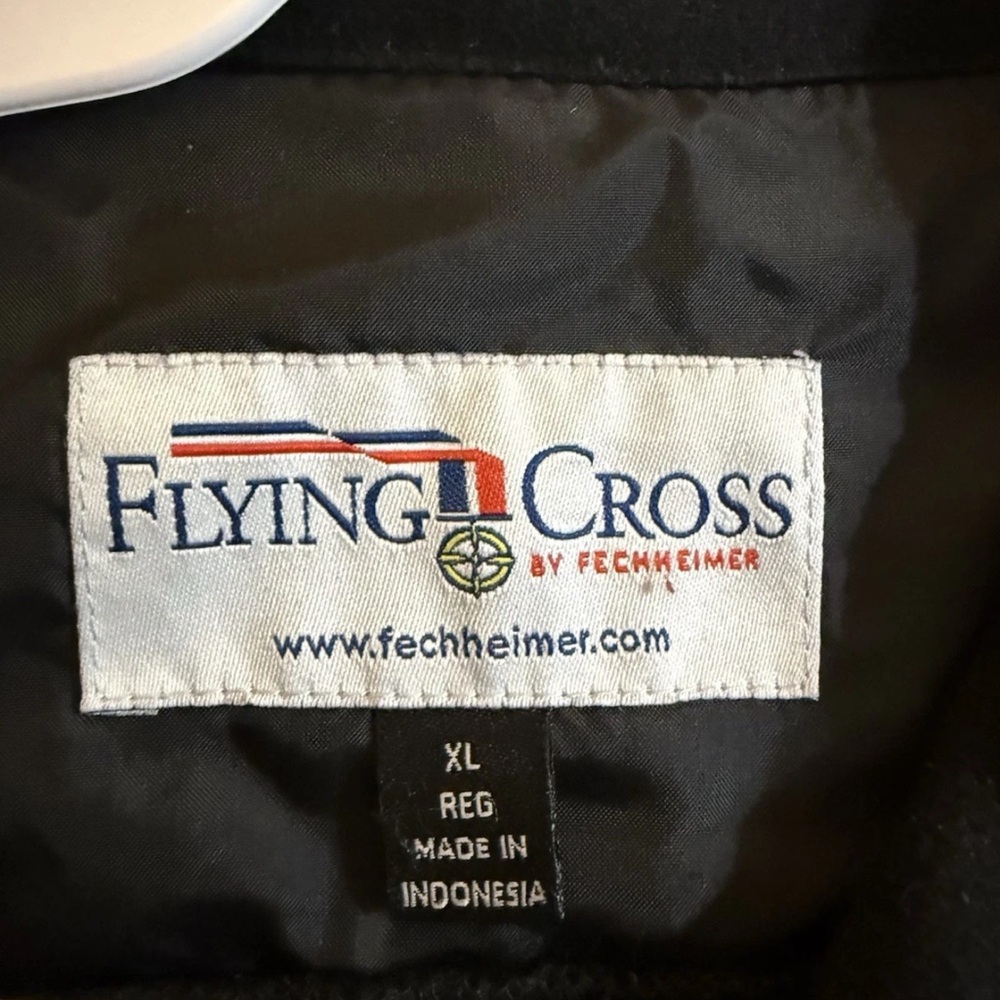 FLYING CROSS
BY FECHHEIMER
www.fechheimer.com
XL
REG
MADE IN
INDONESIA